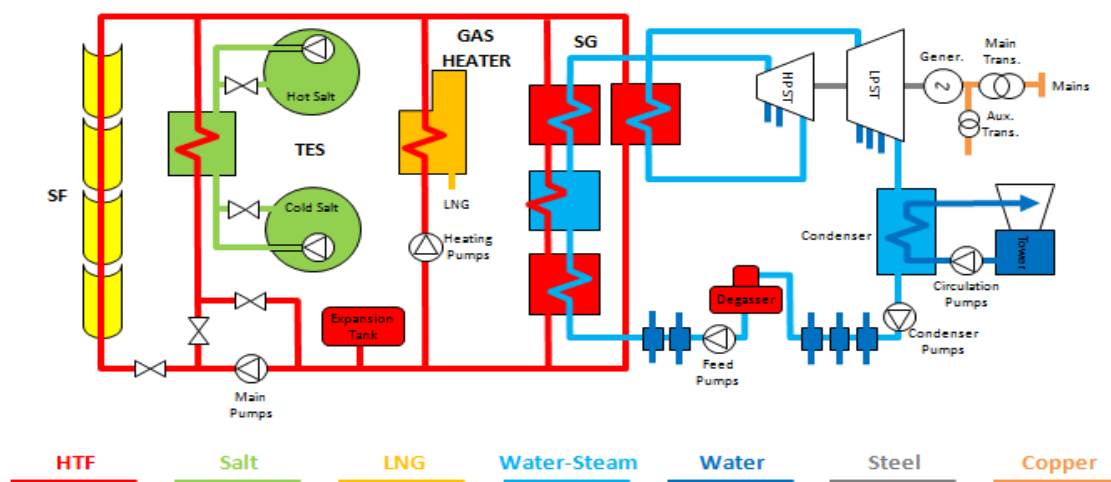 GAS
HEATER
SG
Gener.
Main
Trans.
Mains
Aux.
Trans.
HPST
LPST
Hot Salt
TES
SF
LNG
Cold Salt
Heating
Pumps
Condenser
Tower
Circulation
Pumps
Expansion
Tank
Degasser
Condenser
Pumps
Feed
Pumps
Main
Pumps
HTF
Salt
LNG
Water-Steam
Water
Steel
Copper